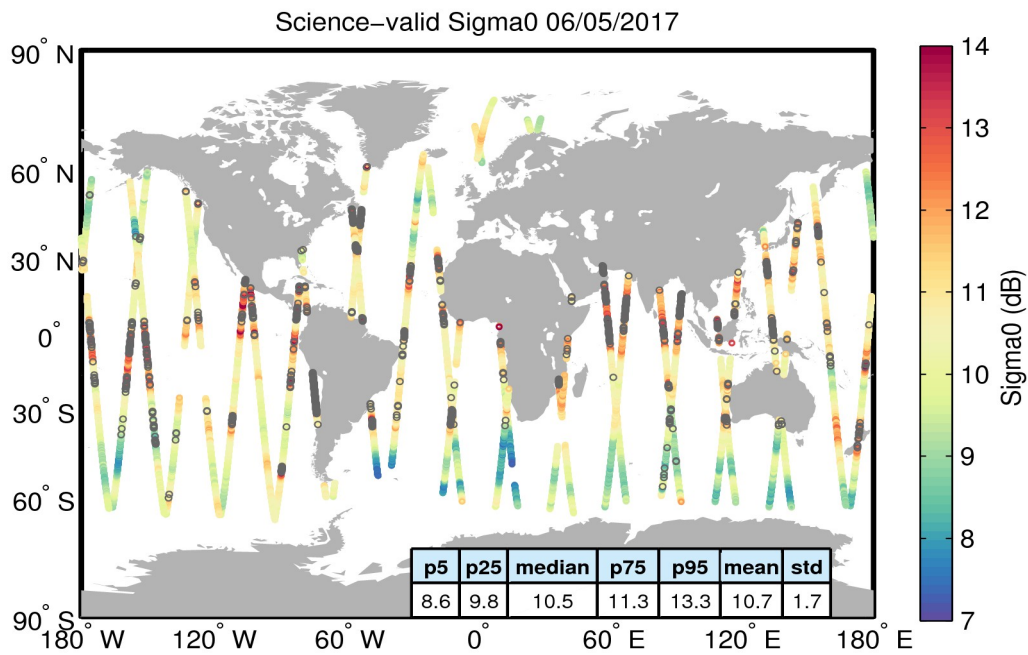 Science−valid Sigma0 06/05/2017
90° N
60° N
30° N
0°
30° S
60° S
90° S
180° W
120° W
60° W
0°
60° E
120° E
180° E
p5 p25 median p75 p95 mean std
8.6 9.8 10.5 11.3 13.3 10.7 1.7
14
13
12
11
10
9
8
7
Sigma0 (dB)